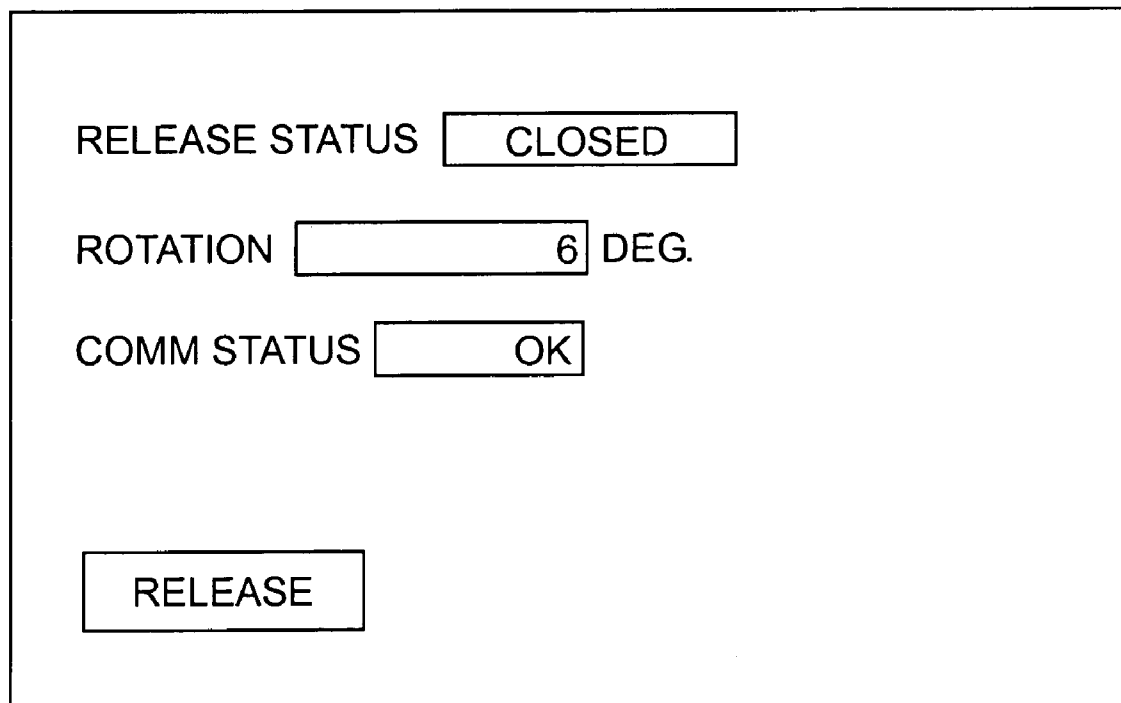 RELEASE STATUS CLOSED
ROTATION 6 DEG.
COMM STATUS OK
RELEASE